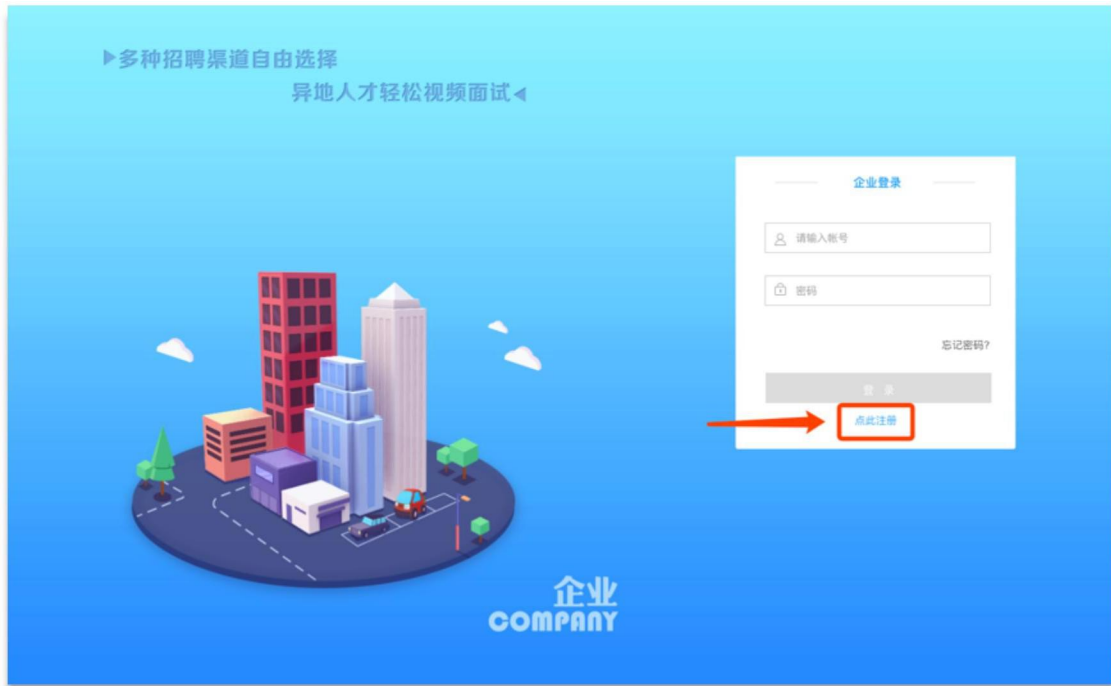 多种招聘渠道自由选择
异地人才轻松视频面试
企业登录
请输入帐号
密码
忘记密码?
登 录
点此注册
企业
COMPANY